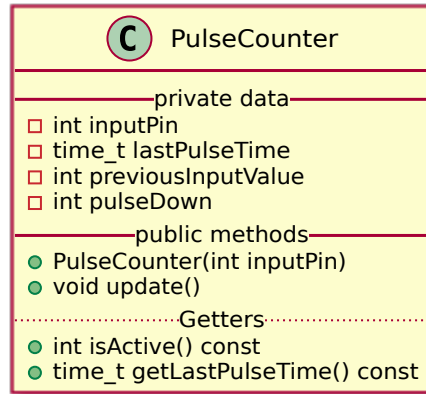 C PulseCounter
private data
int inputPin
time_t lastPulseTime
int previousInputValue
int pulseDown
public methods
PulseCounter(int inputPin)
void update()
Getters
int isActive() const
time_t getLastPulseTime() const